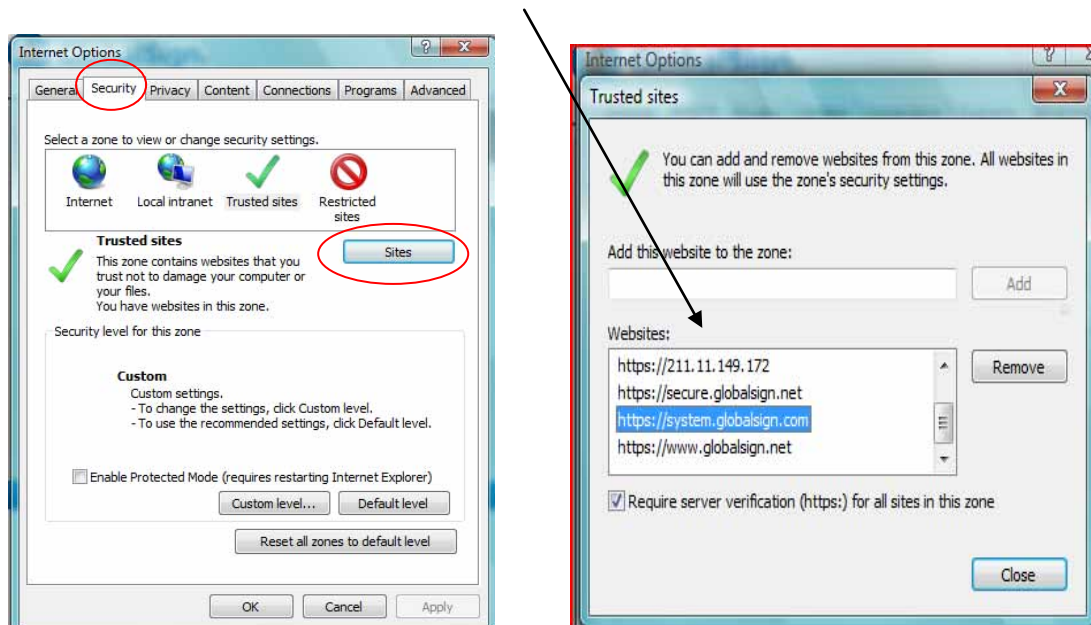 Internet Options
General Security Privacy Content Connections Programs Advanced
Select a zone to view or change security settings.
Internet Local intranet Trusted sites Restricted
sites
Trusted sites
Sites
This zone contains websites that you
trust not to damage your computer or
your files.
You have websites in this zone.
Security level for this zone
Custom
Custom settings.
- To change the settings, click Custom level.
- To use the recommended settings, click Default level.
Enable Protected Mode (requires restarting Internet Explorer)
Custom level... Default level
Reset all zones to default level
OK Cancel Apply
Internet Options
Trusted sites
You can add and remove websites from this zone. All websites in
this zone will use the zone's security settings.
Add this website to the zone:
Add
Websites:
https://211.11.149.172
Remove
https://secure.globalsign.net
https://system.globalsign.com
https://www.globalsign.net
Require server verification (https:) for all sites in this zone
Close